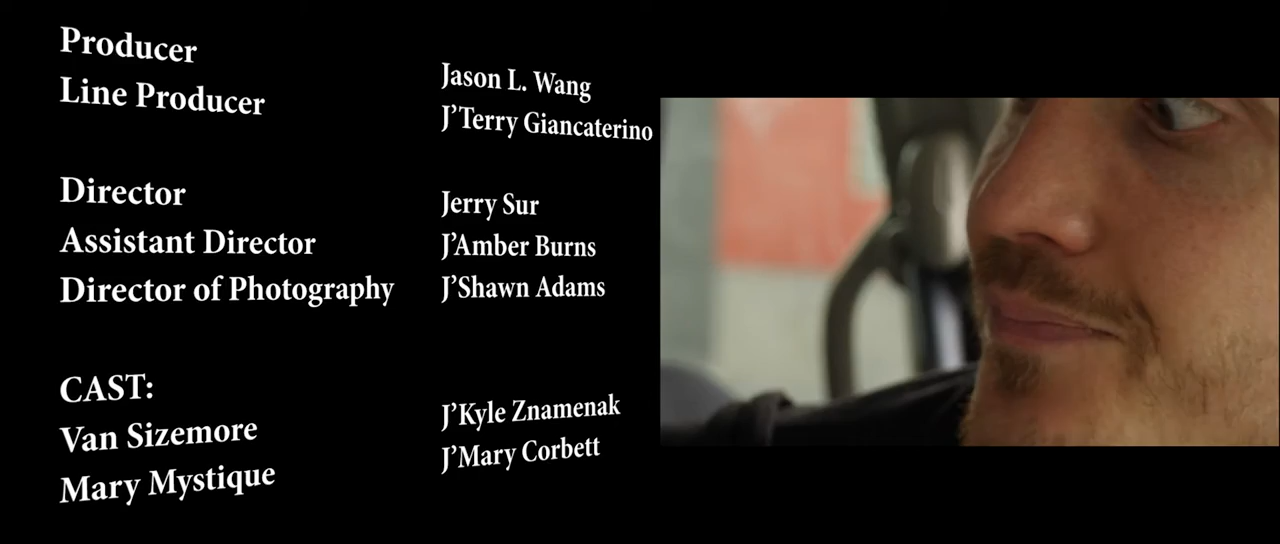 Producer
Line Producer
Jason L. Wang
J’Terry Giancaterino
Director
Assistant Director
Director of Photography
Jerry Sur
J’Amber Burns
J’Shawn Adams
CAST:
Van Sizemore
Mary Mystique
J’Kyle Znamenak
J’Mary Corbett